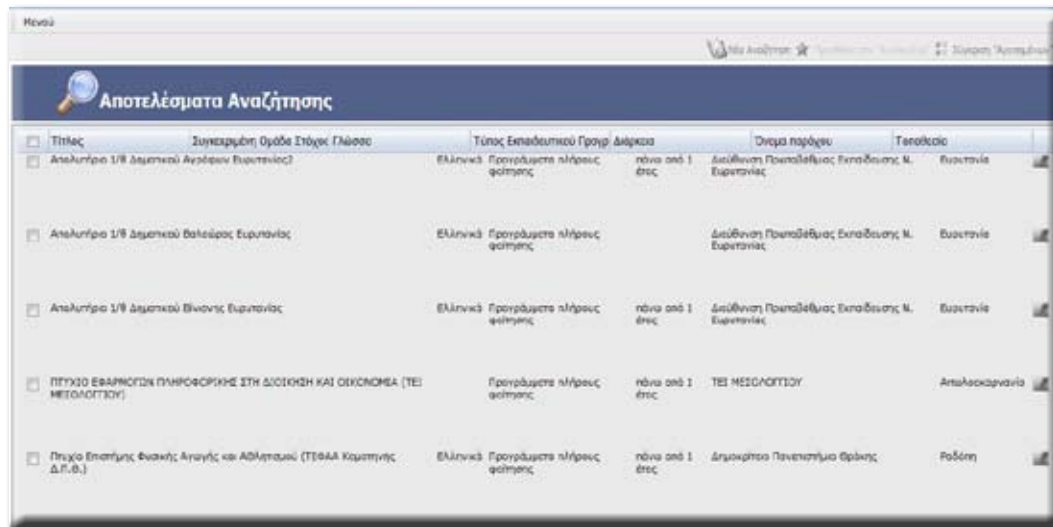 Μενού
Νέα Αναζήτηση
Σύγκριση "Αγαπημένων"
Αποτελέσματα Αναζήτησης
Τίτλος Συγκεκριμένη Ομάδα Στόχος Γλώσσα Τύπος Εκπαιδευτικού Προγρ Διάρκεια Όνομα παρόχου Τοποθεσία
Απολυτήριο 1/θ Δημοτικού Αγράφων Ευρυτανίας2 Ελληνικά Προγράμματα πλήρους πάνω από 1 Διεύθυνση Πρωτοβάθμιας Εκπαίδευσης Ν. Ευρυτανία
φοίτησης έτος Ευρυτανίας
Απολυτήριο 1/θ Δημοτικού Βαλαώρας Ευρυτανίας Ελληνικά Προγράμματα πλήρους Διεύθυνση Πρωτοβάθμιας Εκπαίδευσης Ν. Ευρυτανία
φοίτησης Ευρυτανίας
Απολυτήριο 1/θ Δημοτικού Βίνιανης Ευρυτανίας Ελληνικά Προγράμματα πλήρους πάνω από 1 Διεύθυνση Πρωτοβάθμιας Εκπαίδευσης Ν. Ευρυτανία
φοίτησης έτος Ευρυτανίας
ΠΤΥΧΙΟ ΕΦΑΡΜΟΓΩΝ ΠΛΗΡΟΦΟΡΙΚΗΣ ΣΤΗ ΔΙΟΙΚΗΣΗ ΚΑΙ ΟΙΚΟΝΟΜΙΑ (ΤΕΙ Προγράμματα πλήρους πάνω από 1 ΤΕΙ ΜΕΣΟΛΟΓΓΙΟΥ Αιτωλοακαρνανία
ΜΕΣΟΛΟΓΓΙΟΥ) φοίτησης έτος
Πτυχίο Επιστήμης Φυσικής Αγωγής και Αθλητισμού (ΤΕΦΑΑ Κομοτηνής Ελληνικά Προγράμματα πλήρους πάνω από 1 Δημοκρίτειο Πανεπιστήμιο Θράκης Ροδόπη
Δ.Π.Θ.) φοίτησης έτος